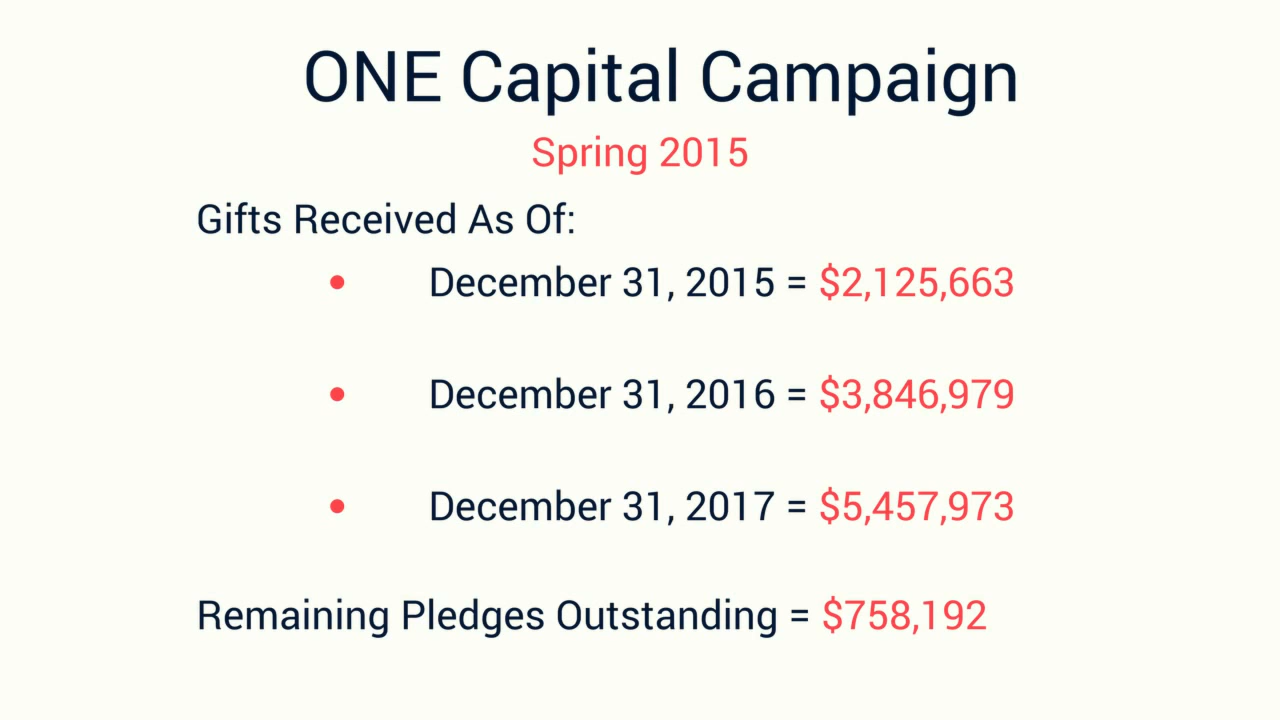 ONE Capital Campaign
Spring 2015
Gifts Received As Of:
• December 31, 2015 = $2,125,663
• December 31, 2016 = $3,846,979
• December 31, 2017 = $5,457,973
Remaining Pledges Outstanding = $758,192